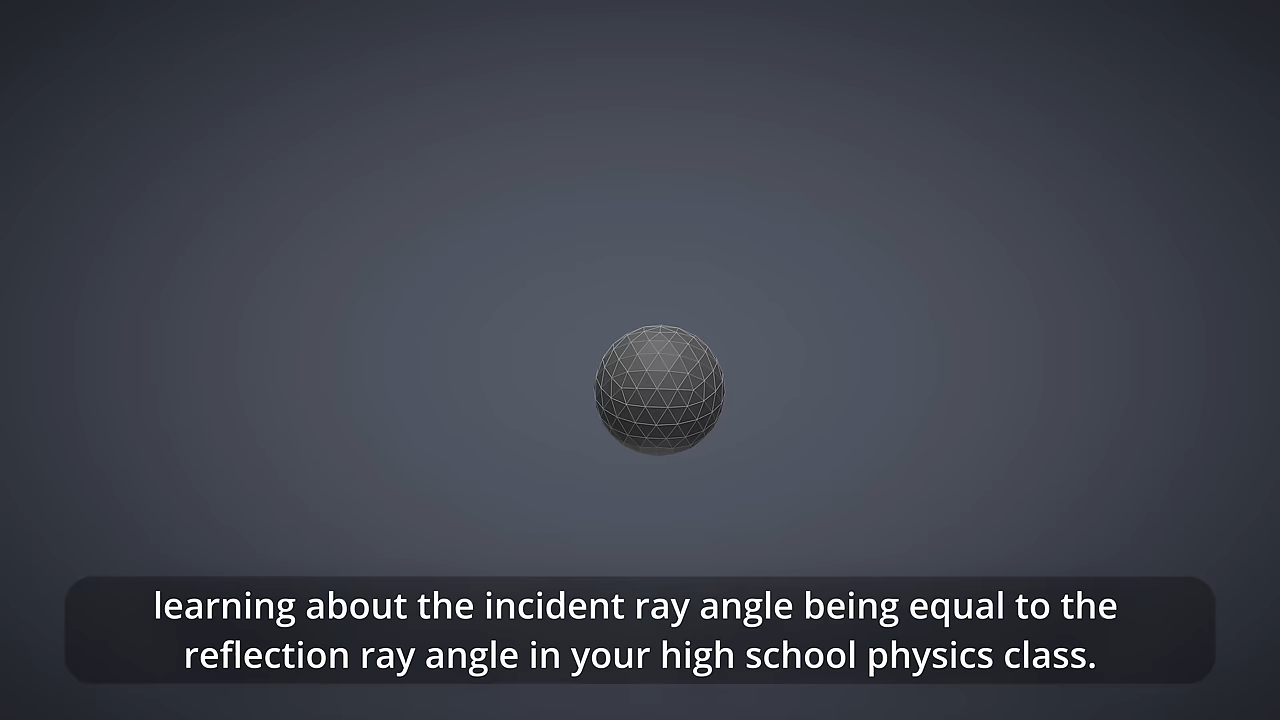 learning about the incident ray angle being equal to the
reflection ray angle in your high school physics class.